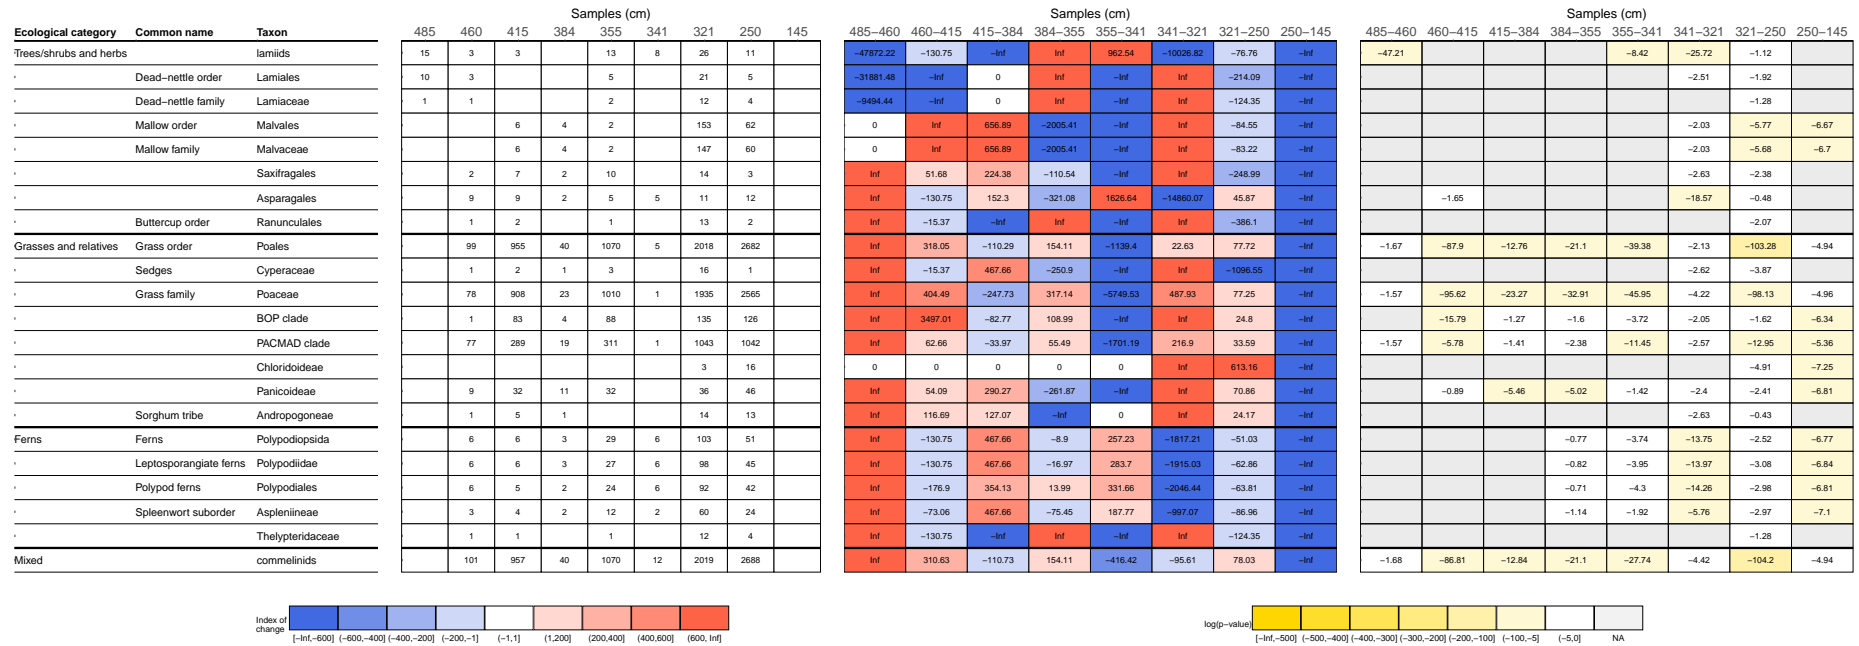 Samples (cm) Samples (cm) Samples (cm)
Ecological category Common name Taxon 485 460 415 384 355 341 321 250 145 485−460 460−415 415−384 384−355 355−341 341−321 321−250 250−145 485−460 460−415 415−384 384−355 355−341 341−321 321−250 250−145
Trees/shrubs and herbs lamiids 15 3 3 13 8 26 11 −47872.22 −130.75 −Inf Inf 962.54 −10026.82 −76.76 −Inf −47.21 −8.42 −25.72 −1.12
Dead−nettle order Lamiales 10 3 5 21 5 −31881.48 −Inf 0 Inf −Inf Inf −214.09 −Inf −2.51 −1.92
Dead−nettle family Lamiaceae 1 1 2 12 4 −9494.44 −Inf 0 Inf −Inf Inf −124.35 −Inf −1.28
Mallow order Malvales 6 4 2 153 62 0 Inf 656.89 −2005.41 −Inf Inf −84.55 −Inf −2.03 −5.77 −6.67
Mallow family Malvaceae 6 4 2 147 60 0 Inf 656.89 −2005.41 −Inf Inf −83.22 −Inf −2.03 −5.68 −6.7
Saxifragales 2 7 2 10 14 3 Inf 51.68 224.38 −110.54 −Inf Inf −248.99 −Inf −2.63 −2.38
Asparagales 9 9 2 5 5 11 12 Inf −130.75 152.3 −321.08 1626.64 −14860.07 45.87 −Inf −1.65 −18.57 −0.48
Buttercup order Ranunculales 1 2 1 13 2 Inf −15.37 −Inf Inf −Inf Inf −386.1 −Inf −2.07
Grasses and relatives Grass order Poales 99 955 40 1070 5 2018 2682 Inf 318.05 −110.29 154.11 −1139.4 22.63 77.72 −Inf −1.67 −87.9 −12.76 −21.1 −39.38 −2.13 −103.28 −4.94
Sedges Cyperaceae 1 2 1 3 16 1 Inf −15.37 467.66 −250.9 −Inf Inf −1096.55 −Inf −2.62 −3.87
Grass family Poaceae 78 908 23 1010 1 1935 2565 Inf 404.49 −247.73 317.14 −5749.53 487.93 77.25 −Inf −1.57 −95.62 −23.27 −32.91 −45.95 −4.22 −98.13 −4.96
BOP clade 1 83 4 88 135 126 Inf 3497.01 −82.77 108.99 −Inf Inf 24.8 −Inf −15.79 −1.27 −1.6 −3.72 −2.05 −1.62 −6.34
PACMAD clade 77 289 19 311 1 1043 1042 Inf 62.66 −33.97 55.49 −1701.19 216.9 33.59 −Inf −1.57 −5.78 −1.41 −2.38 −11.45 −2.57 −12.95 −5.36
Chloridoideae 3 16 0 0 0 0 0 Inf 613.16 −Inf −4.91 −7.25
Panicoideae 9 32 11 32 36 46 Inf 54.09 290.27 −261.87 −Inf Inf 70.86 −Inf −0.89 −5.46 −5.02 −1.42 −2.4 −2.41 −6.81
Sorghum tribe Andropogoneae 1 5 1 14 13 Inf 116.69 127.07 −Inf 0 Inf 24.17 −Inf −2.63 −0.43
Ferns Ferns Polypodiopsida 6 6 3 29 6 103 51 Inf −130.75 467.66 −8.9 257.23 −1817.21 −51.03 −Inf −0.77 −3.74 −13.75 −2.52 −6.77
Leptosporangiate ferns Polypodiidae 6 6 3 27 6 98 45 Inf −130.75 467.66 −16.97 283.7 −1915.03 −62.86 −Inf −0.82 −3.95 −13.97 −3.08 −6.84
Polypod ferns Polypodiales 6 5 2 24 6 92 42 Inf −176.9 354.13 13.99 331.66 −2046.44 −63.81 −Inf −0.71 −4.3 −14.26 −2.98 −6.81
Spleenwort suborder Aspleniineae 3 4 2 12 2 60 24 Inf −73.06 467.66 −75.45 187.77 −997.07 −86.96 −Inf −1.14 −1.92 −5.76 −2.97 −7.1
Thelypteridaceae 1 1 1 12 4 Inf −130.75 −Inf Inf −Inf Inf −124.35 −Inf −1.28
Mixed commelinids 101 957 40 1070 12 2019 2688 Inf 310.63 −110.73 154.11 −416.42 −95.61 78.03 −Inf −1.68 −86.81 −12.84 −21.1 −27.74 −4.42 −104.2 −4.94
Index of change
[−Inf,−600] (−600,−400] (−400,−200] (−200,−1] (−1,1] (1,200] (200,400] (400,600] (600, Inf]
log(p−value)
[−Inf,−500] (−500,−400] (−400,−300] (−300,−200] (−200,−100] (−100,−5] (−5,0] NA